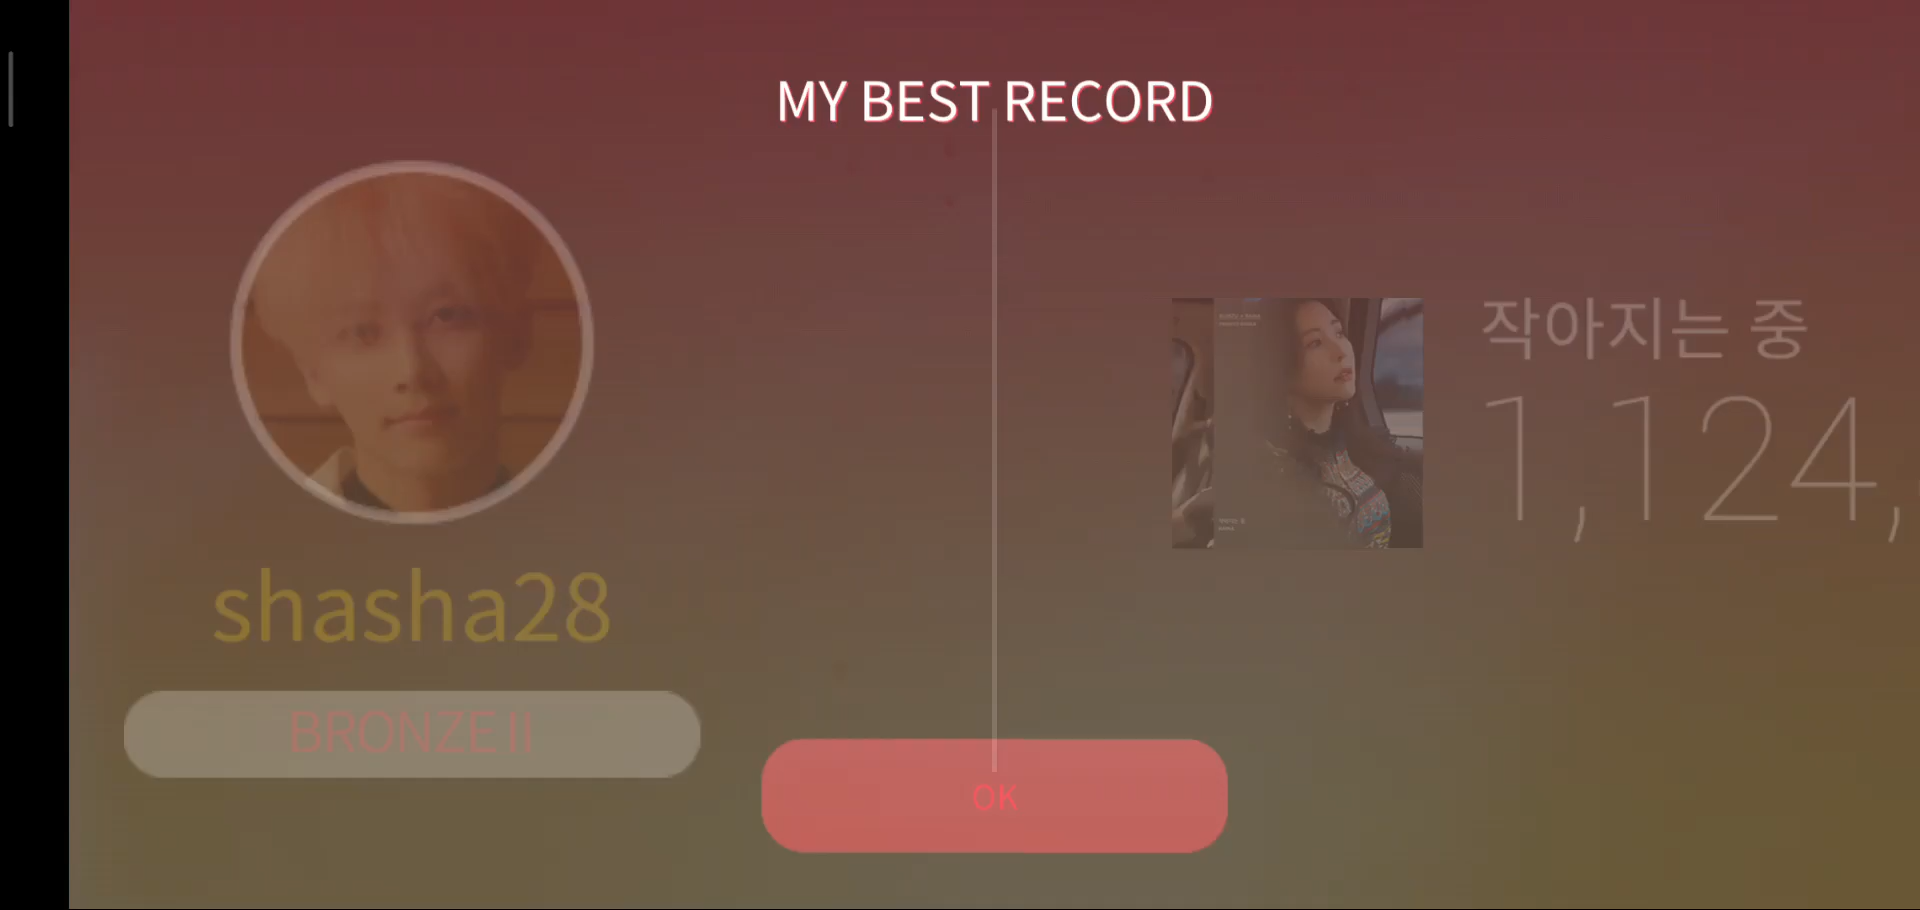 MY BEST RECORD
shasha28
BRONZE II
작아지는 중
1,124,
OK